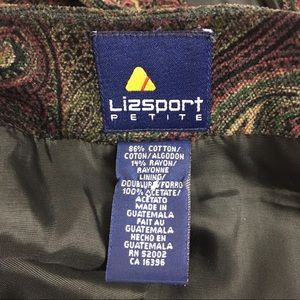 Lizsport
PETITE
86% COTTON/
COTON/ALGODON
14% RAYON/
RAYONNE
LINING/
DOUBLURE/FORRO
100% ACETATE/
ACETATO
MADE IN
GUATEMALA
FAIT AU
GUATEMALA
HECHO EN
GUATEMALA
RN 52002
CA 16396